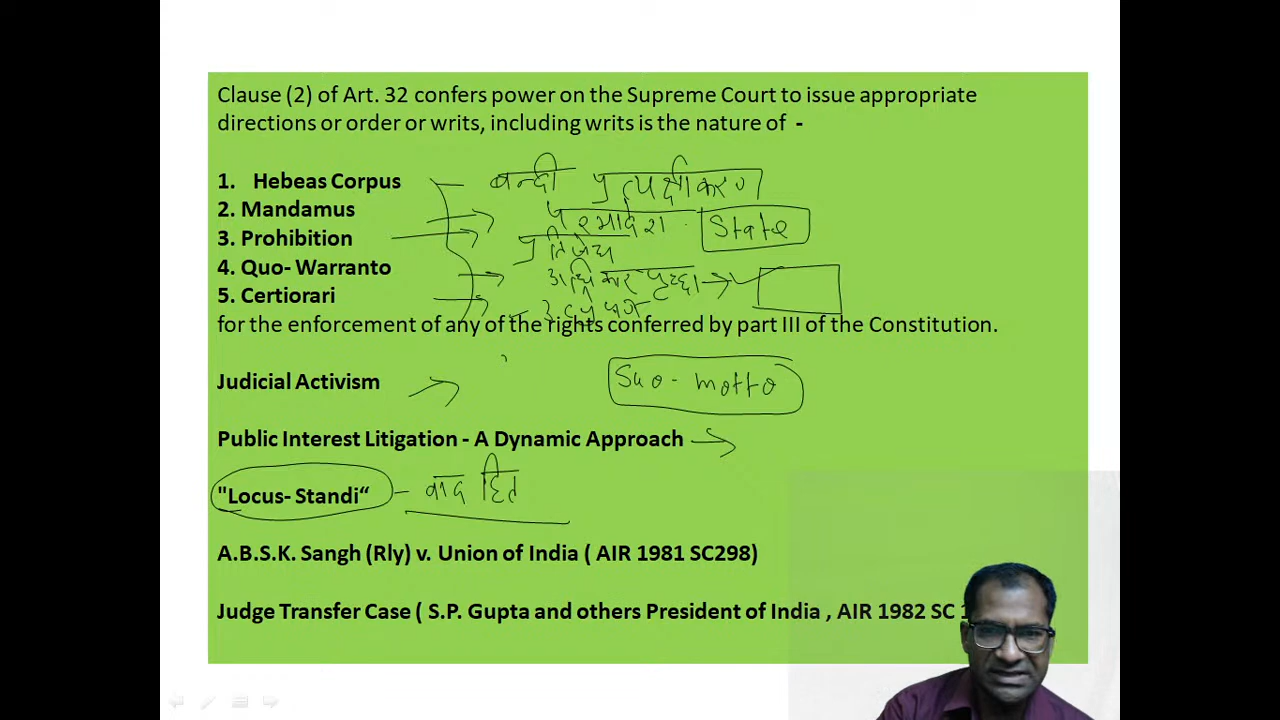 Clause (2) of Art. 32 confers power on the Supreme Court to issue appropriate
directions or order or writs, including writs is the nature of -
1. Hebeas Corpus बन्दी प्रत्यक्षीकरण
2. Mandamus परमादेश State
3. Prohibition प्रतिषेध
4. Quo- Warranto अधिकार पृच्छा
5. Certiorari
for the enforcement of any of the rights conferred by part III of the Constitution.
Judicial Activism Suo-motto
Public Interest Litigation - A Dynamic Approach
"Locus- Standi“ - वाद हित
A.B.S.K. Sangh (Rly) v. Union of India ( AIR 1981 SC298)
Judge Transfer Case ( S.P. Gupta and others President of India , AIR 1982 SC